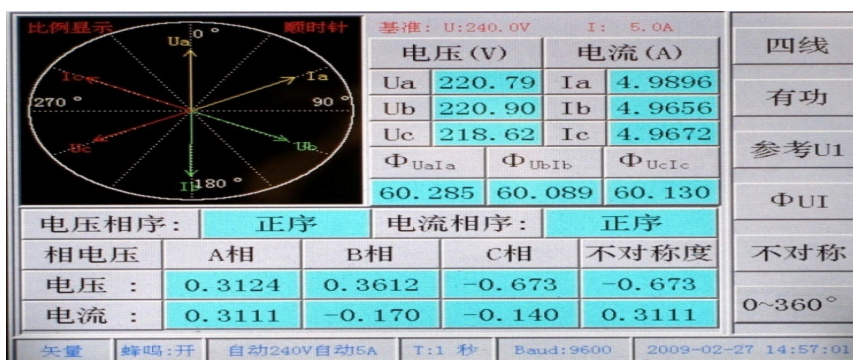 比例显示 顺时针 基准: U:240.0V I: 5.0A
0° Ua Ia Ub Ib Uc Ic 90° 180° 270°
电压(V) 电流(A)
Ua 220.79 Ia 4.9896
Ub 220.90 Ib 4.9656
Uc 218.62 Ic 4.9672
ΦUaIa ΦUbIb ΦUcIc
60.285 60.089 60.130
电压相序: 正序 电流相序: 正序
相电压 A相 B相 C相 不对称度
电压 : 0.3124 0.3612 -0.673 -0.673
电流 : 0.3111 -0.170 -0.140 0.3111
四线
有功
参考U1
ΦUI
不对称
0~360°
矢量 蜂鸣:开 自动240V自动5A T:1 秒 Baud:9600 2009-02-27 14:57:01